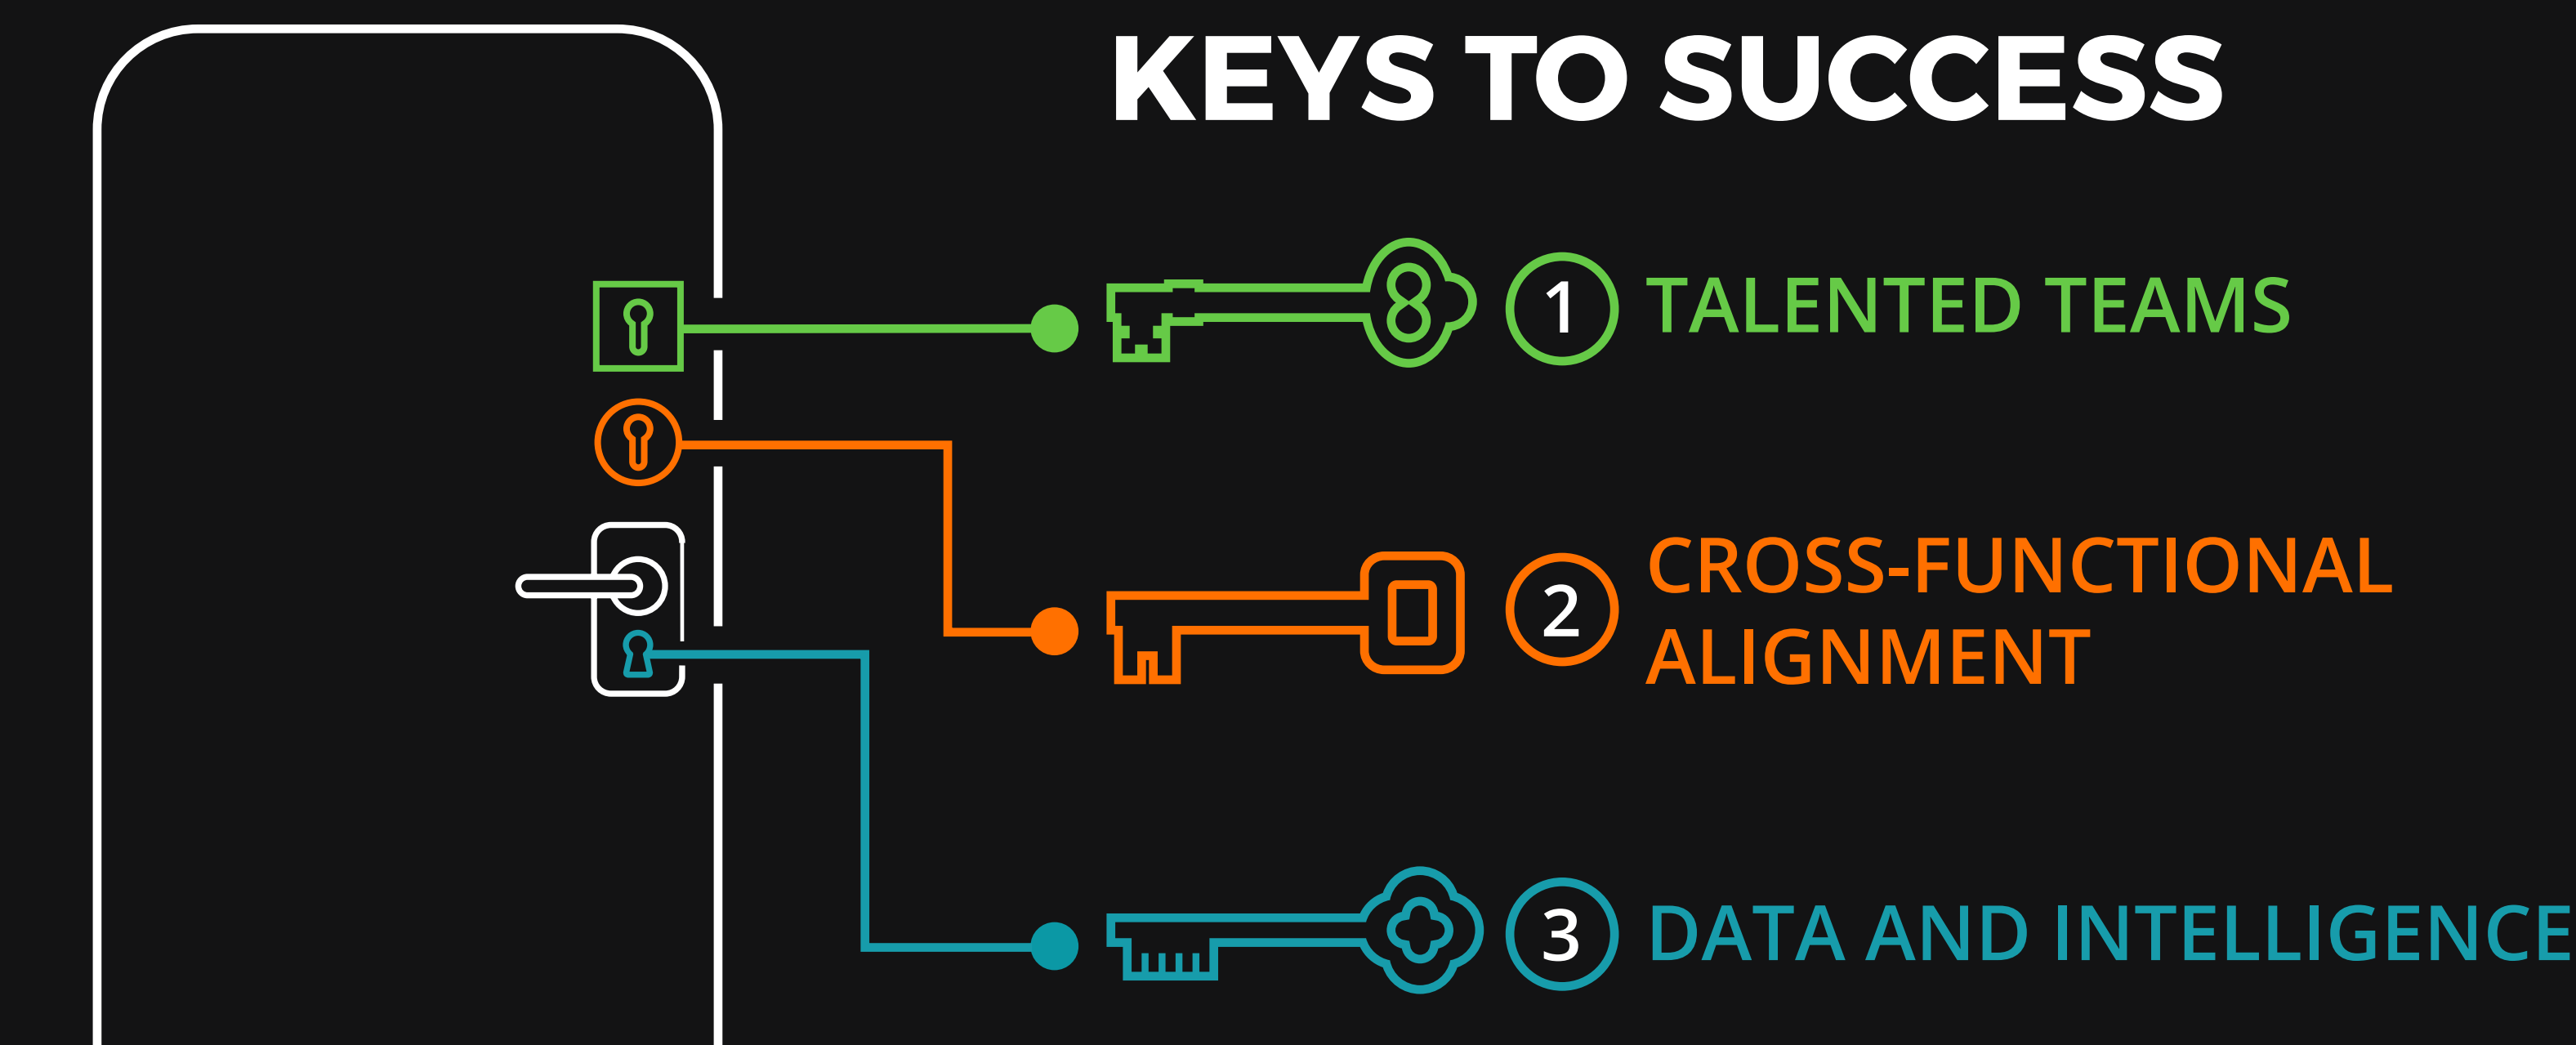 KEYS TO SUCCESS
1 TALENTED TEAMS
2 CROSS-FUNCTIONAL
ALIGNMENT
3 DATA AND INTELLIGENCE